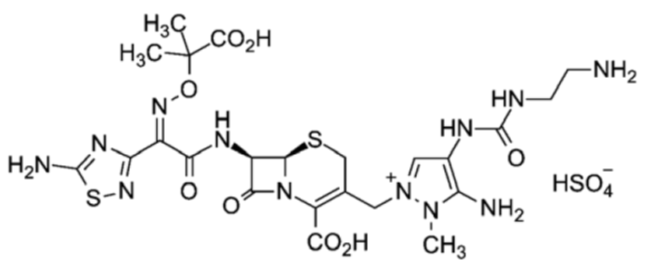 H₃C
H₃C CO₂H
O
N NH₂
HN
H HN
N N S O
H₂N N + HSO₄⁻
S–N O O N N NH₂
N
CO₂H CH₃